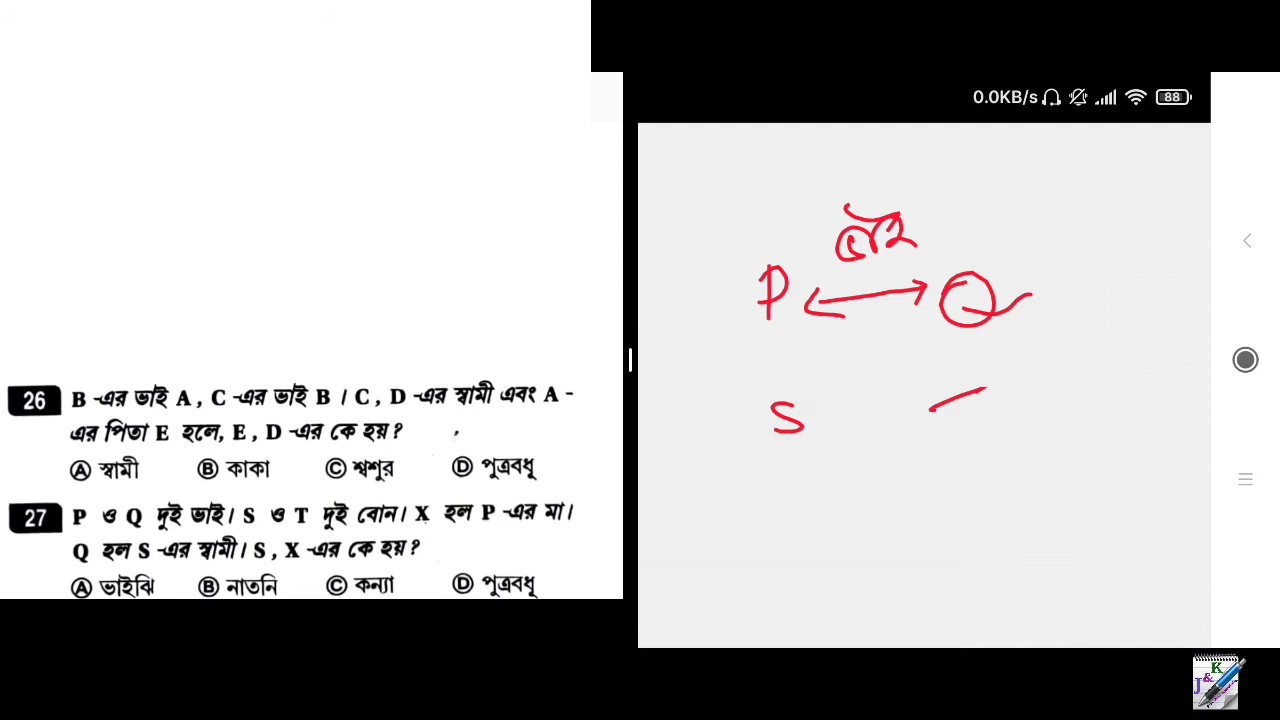 0.0KB/s 88
26 B -এর ভাই A, C -এর ভাই B । C, D -এর স্বামী এবং A -
এর পিতা E হলে, E, D -এর কে হয়?
Ⓐ স্বামী Ⓑ কাকা Ⓒ শ্বশুর Ⓓ পুত্রবধূ
27 P ও Q দুই ভাই। S ও T দুই বোন। X হল P -এর মা।
Q হল S -এর স্বামী। S, X -এর কে হয়?
Ⓐ ভাইঝি Ⓑ নাতনি Ⓒ কন্যা Ⓓ পুত্রবধূ
ভাই
P Q
S
J & K